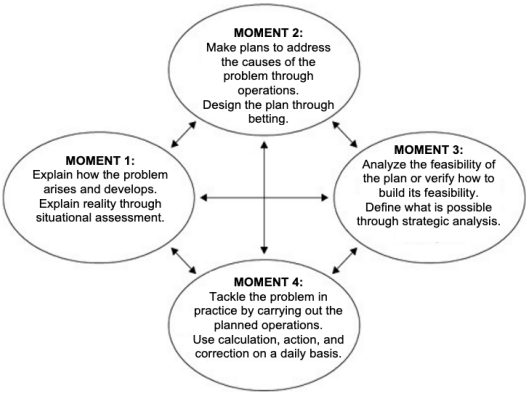 MOMENT 2:
Make plans to address
the causes of the
problem through
operations.
Design the plan through
betting.
MOMENT 1:
Explain how the problem
arises and develops.
Explain reality through
situational assessment.
MOMENT 3:
Analyze the feasibility of
the plan or verify how to
build its feasibility.
Define what is possible
through strategic analysis.
MOMENT 4:
Tackle the problem in
practice by carrying out the
planned operations.
Use calculation, action, and
correction on a daily basis.